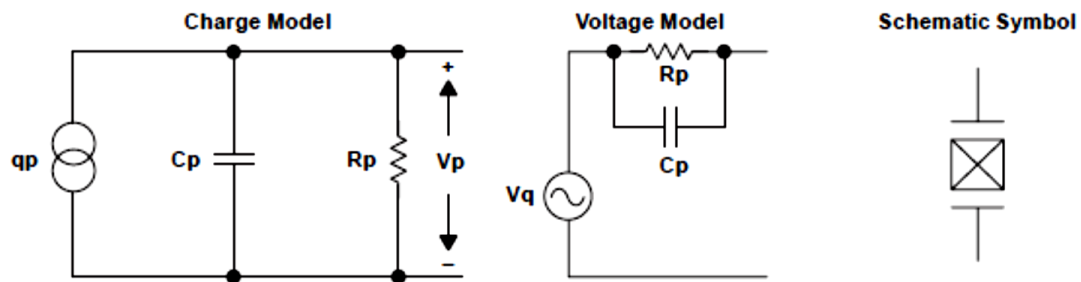 Charge Model
Voltage Model
Schematic Symbol
qp
Cp
Rp
+
Vp
−
Rp
Cp
Vq